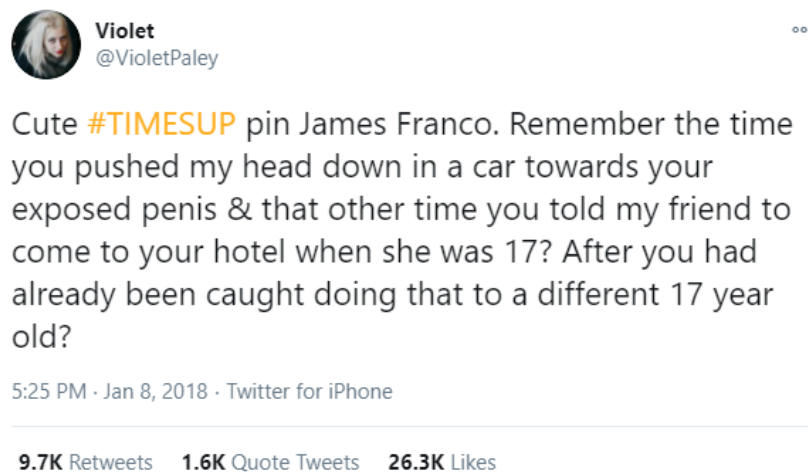 Violet
@VioletPaley
Cute #TIMESUP pin James Franco. Remember the time
you pushed my head down in a car towards your
exposed penis & that other time you told my friend to
come to your hotel when she was 17? After you had
already been caught doing that to a different 17 year
old?
5:25 PM · Jan 8, 2018 · Twitter for iPhone
9.7K Retweets 1.6K Quote Tweets 26.3K Likes